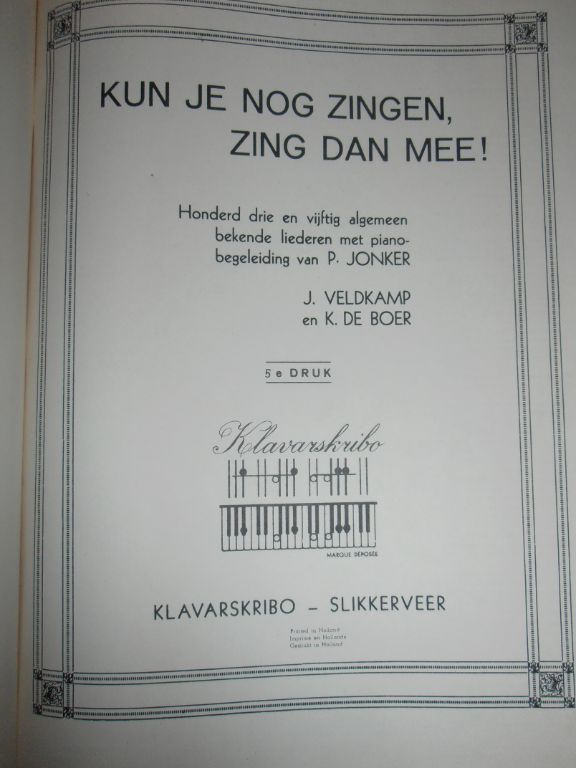 KUN JE NOG ZINGEN,
ZING DAN MEE!
Honderd drie en vijftig algemeen
bekende liederen met piano-
begeleiding van P. JONKER
J. VELDKAMP
en K. DE BOER
5e DRUK
Klavarskribo
MARQUE DÉPOSÉE
KLAVARSKRIBO – SLIKKERVEER
Printed in Holland
Imprimé en Hollande
Gedrukt in Holland